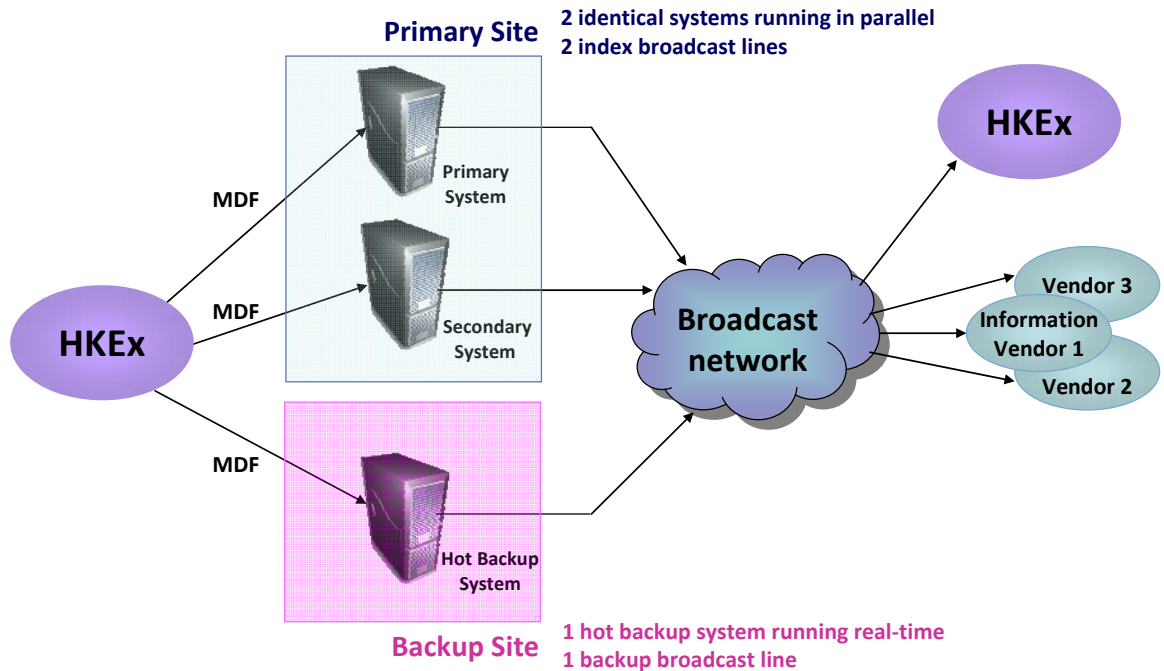 Primary Site
2 identical systems running in parallel
2 index broadcast lines
HKEx
MDF
MDF
MDF
Primary
System
Secondary
System
Hot Backup
System
Broadcast
network
HKEx
Vendor 3
Information
Vendor 1
Vendor 2
Backup Site
1 hot backup system running real-time
1 backup broadcast line